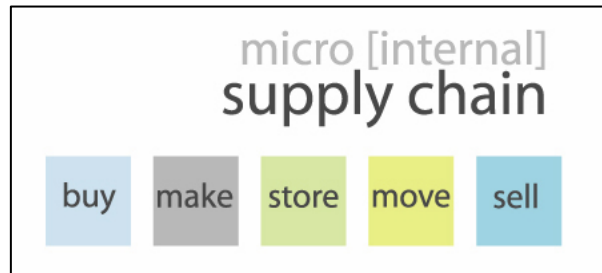 micro [internal]
supply chain
buy make store move sell